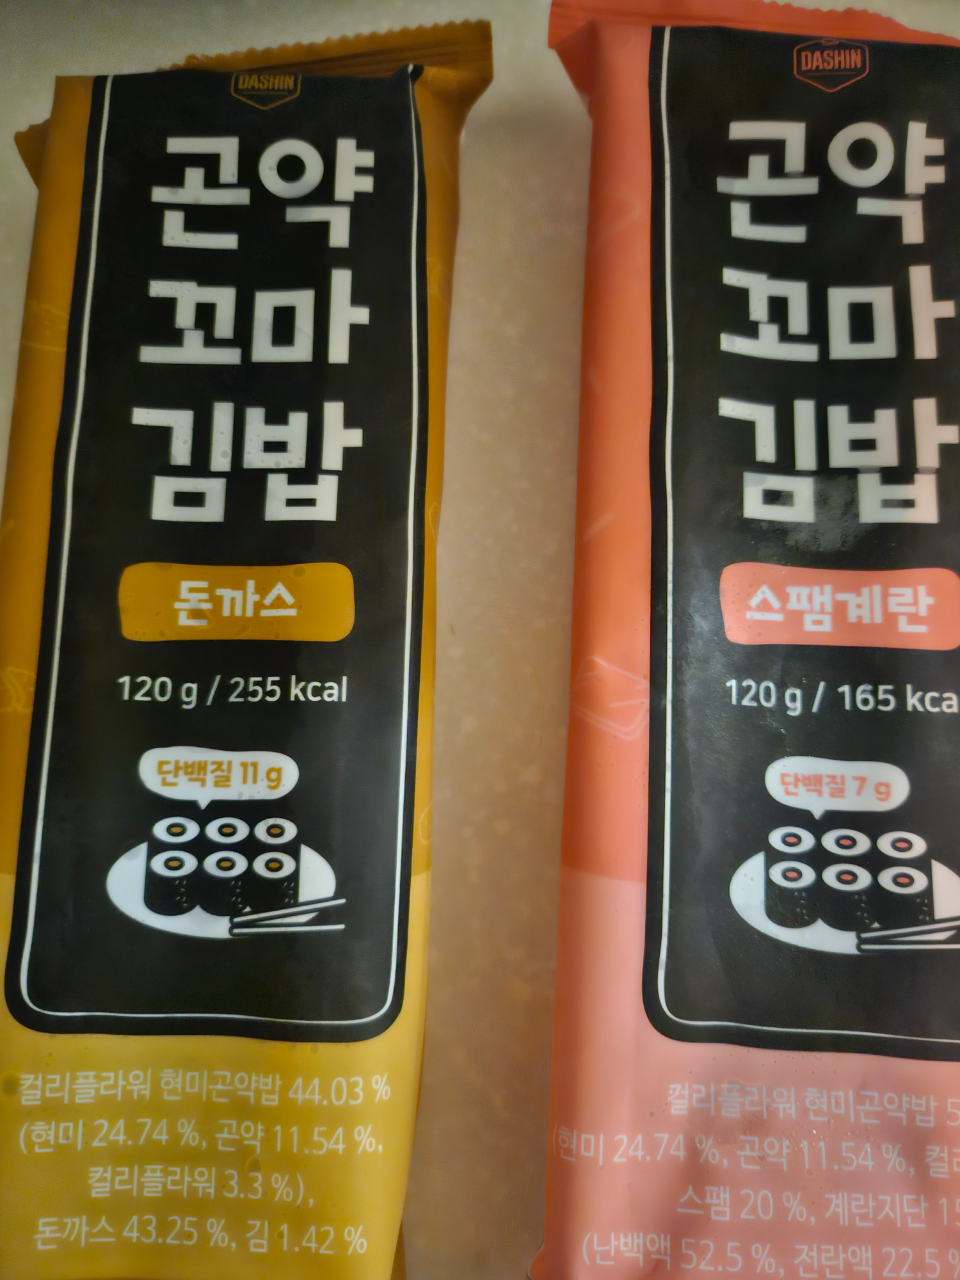 DASHIN
곤약
꼬마
김밥
돈까스
120 g / 255 kcal
단백질 11 g
컬리플라워 현미곤약밥 44.03 %
(현미 24.74 %, 곤약 11.54 %,
컬리플라워 3.3 %),
돈까스 43.25 %, 김 1.42 %
DASHIN
곤약
꼬마
김밥
스팸계란
120 g / 165 kca
단백질 7 g
컬리플라워 현미곤약밥 5
(현미 24.74 %, 곤약 11.54 %, 컬
스팸 20 %, 계란지단 1
(난백액 52.5 %, 전란액 22.5 %